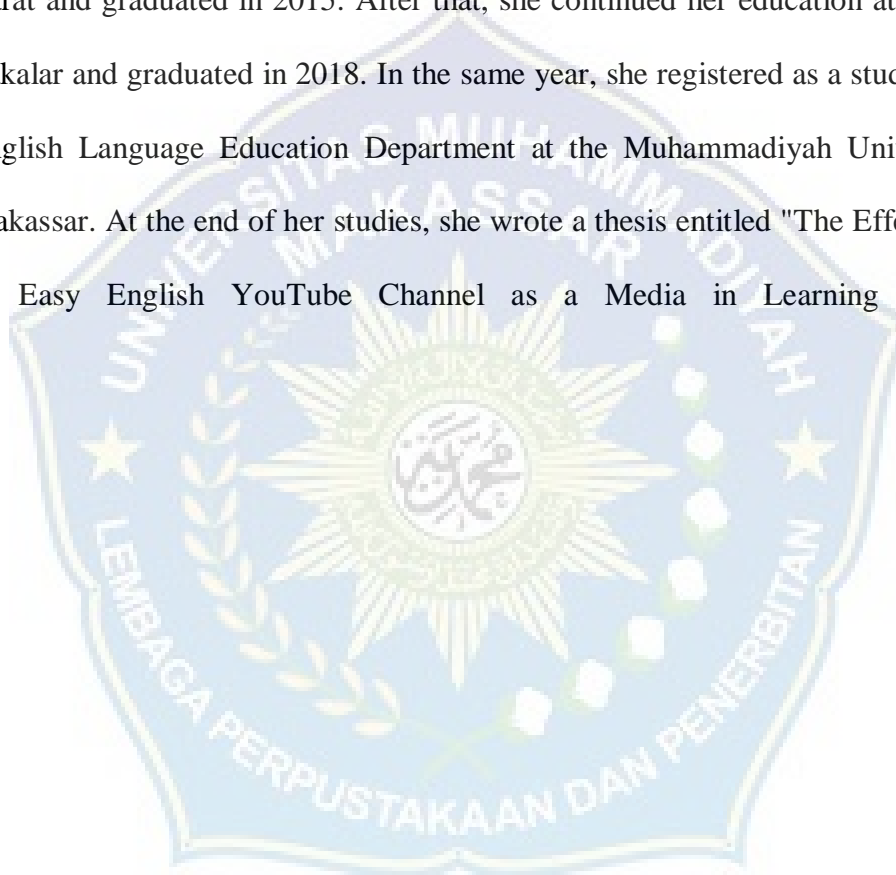 rat and graduated in 2015. After that, she continued her education at
kalar and graduated in 2018. In the same year, she registered as a stud
glish Language Education Department at the Muhammadiyah Uni
akassar. At the end of her studies, she wrote a thesis entitled "The Effe
Easy English YouTube Channel as a Media in Learning
UNIVERSITAS MUHAMMADIYAH
MAKASSAR
LEMBAGA PERPUSTAKAAN DAN PENERBITAN